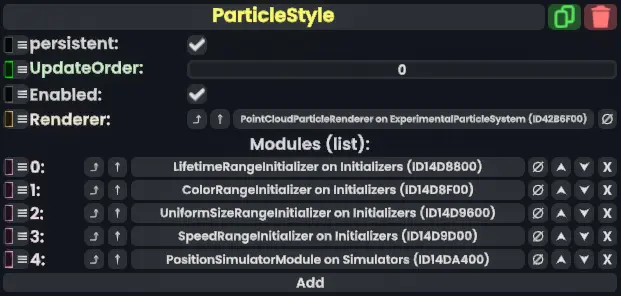 ParticleStyle
persistent:
UpdateOrder: 0
Enabled:
Renderer: PointCloudParticleRenderer on ExperimentalParticleSystem (ID42B6F00)
Modules (list):
0: LifetimeRangeInitializer on Initializers (ID14D8800)
1: ColorRangeInitializer on Initializers (ID14D8F00)
2: UniformSizeRangeInitializer on Initializers (ID14D9600)
3: SpeedRangeInitializer on Initializers (ID14D9D00)
4: PositionSimulatorModule on Simulators (ID14DA400)
Add